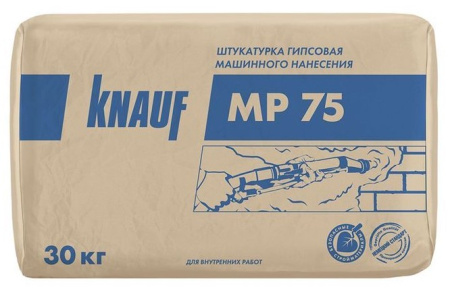 ШТУКАТУРКА ГИПСОВАЯ
МАШИННОГО НАНЕСЕНИЯ
KNAUF
MP 75
30 кг
ДЛЯ ВНУТРЕННИХ РАБОТ